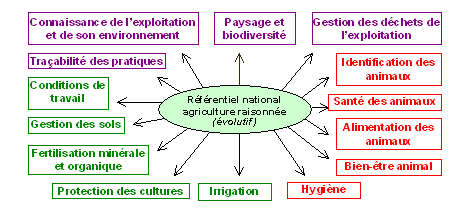 Connaissance de l'exploitation
et de son environnement
Paysage et
biodiversité
Gestion des déchets de
l'exploitation
Traçabilité des pratiques
Identification des
animaux
Conditions de
travail
Référentiel national
agriculture raisonnée
(évolutif)
Santé des animaux
Gestion des sols
Alimentation des
animaux
Fertilisation minérale
et organique
Bien-être animal
Protection des cultures
Irrigation
Hygiène